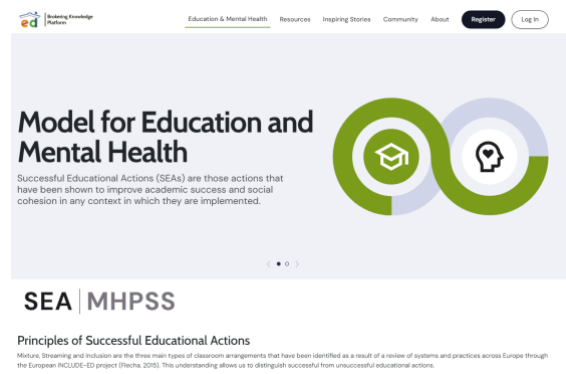 ed Brokering Knowledge
Platform
Education & Mental Health Resources Inspiring Stories Community About Register Log In
Model for Education and
Mental Health
Successful Educational Actions (SEAs) are those actions that
have been shown to improve academic success and social
cohesion in any context in which they are implemented.
SEA | MHPSS
Principles of Successful Educational Actions
Mixture, Streaming and Inclusion are the three main types of classroom arrangements that have been identified as a result of a review of systems and practices across Europe through
the European INCLUDE-ED project (Flecha, 2015). This understanding allows us to distinguish successful from unsuccessful educational actions.